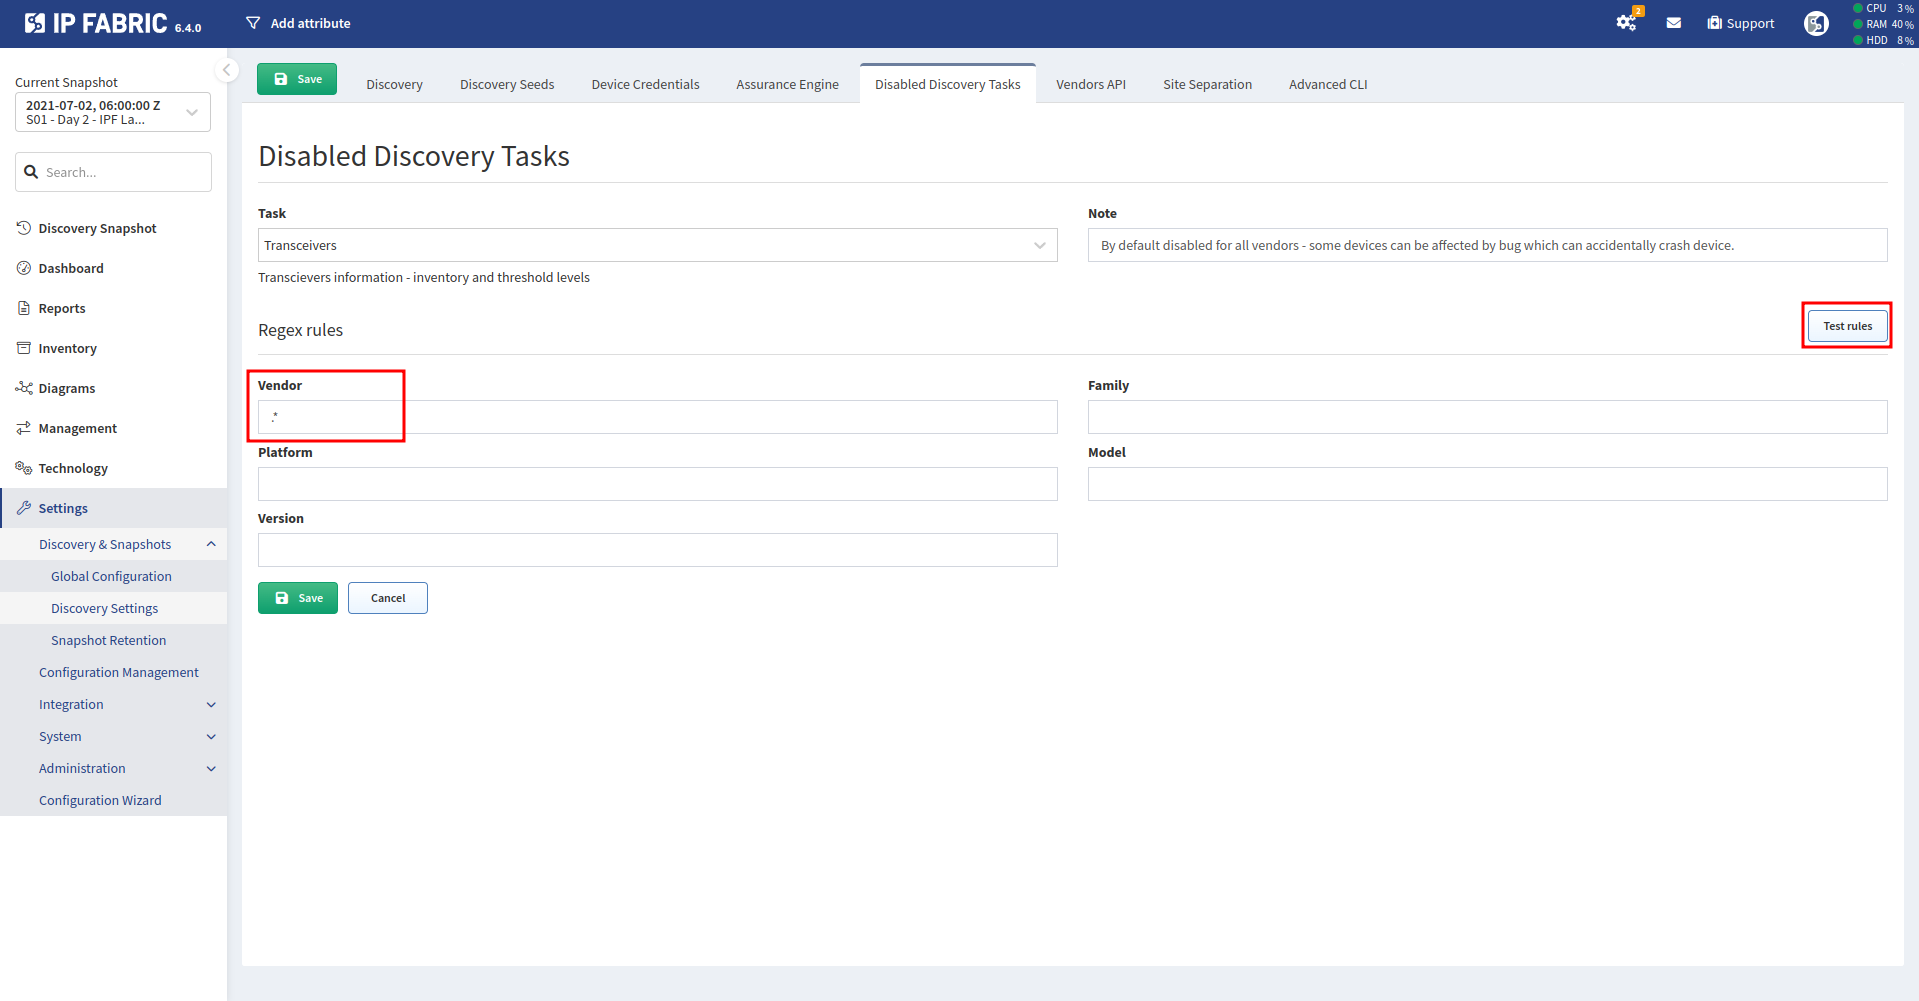 IP FABRIC 6.4.0
Add attribute
2
Support
CPU 3 %
RAM 40 %
HDD 8 %
Current Snapshot
2021-07-02, 06:00:00 Z
S01 - Day 2 - IPF La...
Search...
Discovery Snapshot
Dashboard
Reports
Inventory
Diagrams
Management
Technology
Settings
Discovery & Snapshots
Global Configuration
Discovery Settings
Snapshot Retention
Configuration Management
Integration
System
Administration
Configuration Wizard
Save
Discovery
Discovery Seeds
Device Credentials
Assurance Engine
Disabled Discovery Tasks
Vendors API
Site Separation
Advanced CLI
Disabled Discovery Tasks
Task
Transceivers
Transcievers information - inventory and threshold levels
Note
By default disabled for all vendors - some devices can be affected by bug which can accidentally crash device.
Regex rules
Test rules
Vendor
.*
Family
Platform
Model
Version
Save
Cancel